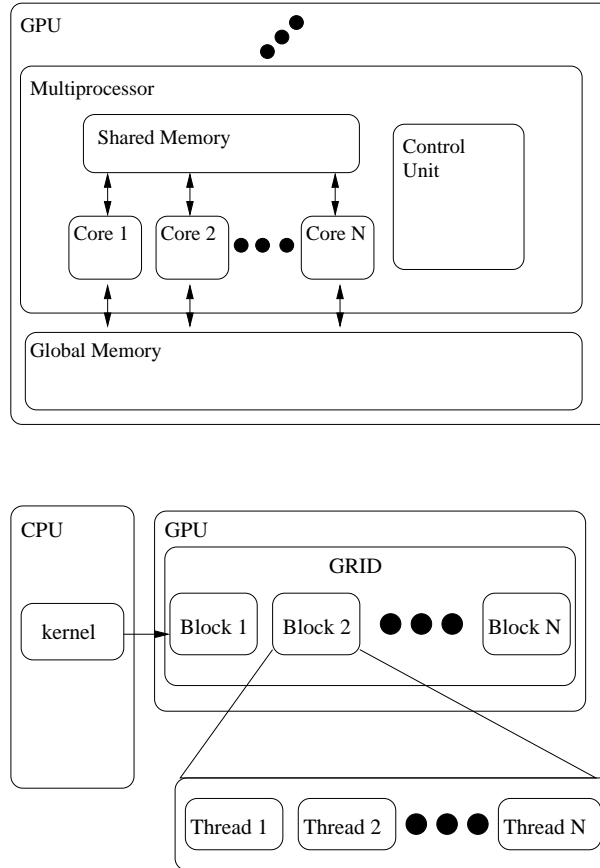 GPU
Multiprocessor
Shared Memory
Control
Unit
Core 1
Core 2
Core N
Global Memory
CPU
GPU
GRID
kernel
Block 1
Block 2
Block N
Thread 1
Thread 2
Thread N